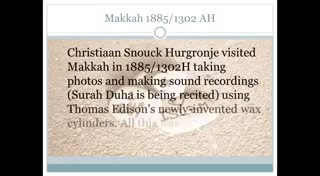 Makkah 1885/1302 AH
Christiaan Snouck Hurgronje visited
Makkah in 1885/1302H taking
photos and making sound recordings
(Surah Duha is being recited) using
Thomas Edison's newly-invented wax
cylinders. All this